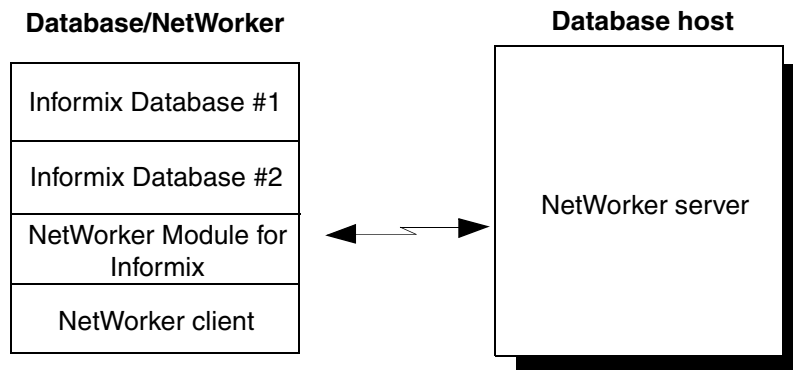 Database/NetWorker
Database host
Informix Database #1
Informix Database #2
NetWorker Module for
Informix
NetWorker client
NetWorker server